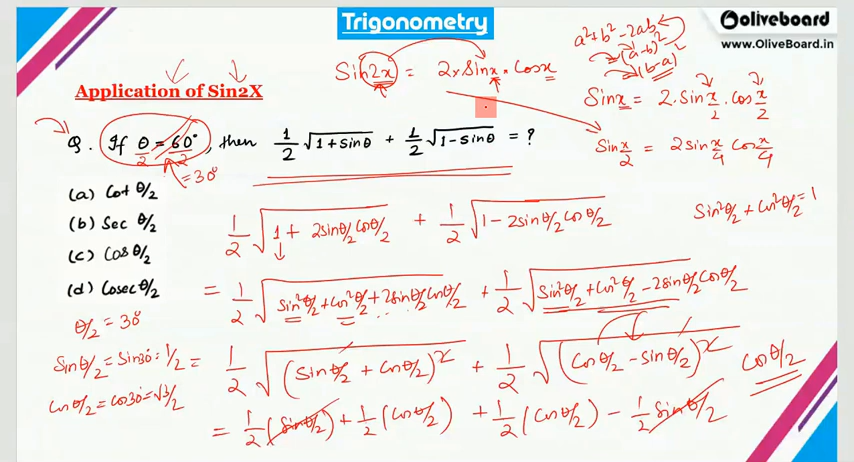 Trigonometry
oliveboard
www.OliveBoard.in
a²+b²-2ab
(a-b)²
(b-a)²
Sin2x = 2×Sinx·Cosx
Application of Sin2X
Sinx = 2·Sin x/2·Cos x/2
Q. If θ/2 = 60°/2, then 1/2 √1+sinθ + 1/2 √1-sinθ = ?
= 30°
Sin x/2 = 2sin x/4 Cos x/4
(a) Cot θ/2
(b) Sec θ/2
(c) Cos θ/2
(d) Cosec θ/2
Sin²θ/2 + Cos²θ/2 = 1
1/2 √1 + 2sinθ/2 cosθ/2 + 1/2 √1-2sinθ/2 cosθ/2
= 1/2 √sin²θ/2 + cos²θ/2 + 2sinθ/2 cosθ/2 + 1/2 √sin²θ/2 + cos²θ/2 - 2sinθ/2 cosθ/2
θ/2 = 30°
Sinθ/2 = Sin30° = 1/2
Cosθ/2 = cos30° = √3/2
= 1/2 √(sinθ/2 + cosθ/2)² + 1/2 √(cosθ/2 - sinθ/2)²
Cosθ/2
= 1/2 (sinθ/2) + 1/2 (cosθ/2) + 1/2 (cosθ/2) - 1/2 sinθ/2